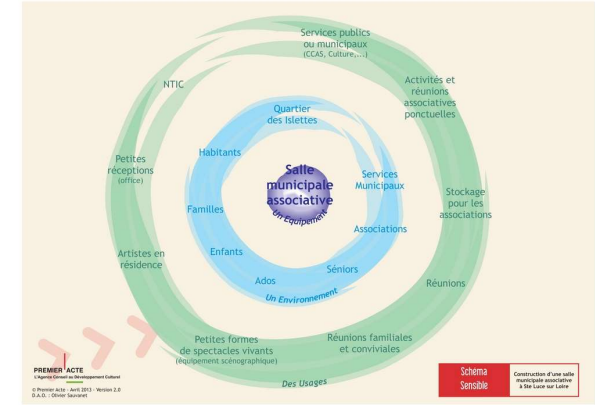 Services publics
ou municipaux
(CCAS, Culture,...)
NTIC
Activités et
réunions
associatives
ponctuelles
Quartier
des Islettes
Habitants
Petites
réceptions
(office)
Salle
municipale
associative
Un Equipement
Services
Municipaux
Stockage
pour les
associations
Familles
Associations
Enfants
Artistes en
résidence
Séniors
Ados
Réunions
Un Environnement
Petites formes
de spectacles vivants
(équipement scénographique)
Réunions familiales
et conviviales
Des Usages
PREMIER ACTE
L'Agence Conseil au Développement Culturel
© Premier Acte - Avril 2013 - Version 2.0
D.A.O. : Olivier Sauvanet
Schéma
Sensible
Construction d'une salle
municipale associative
à Ste Luce sur Loire